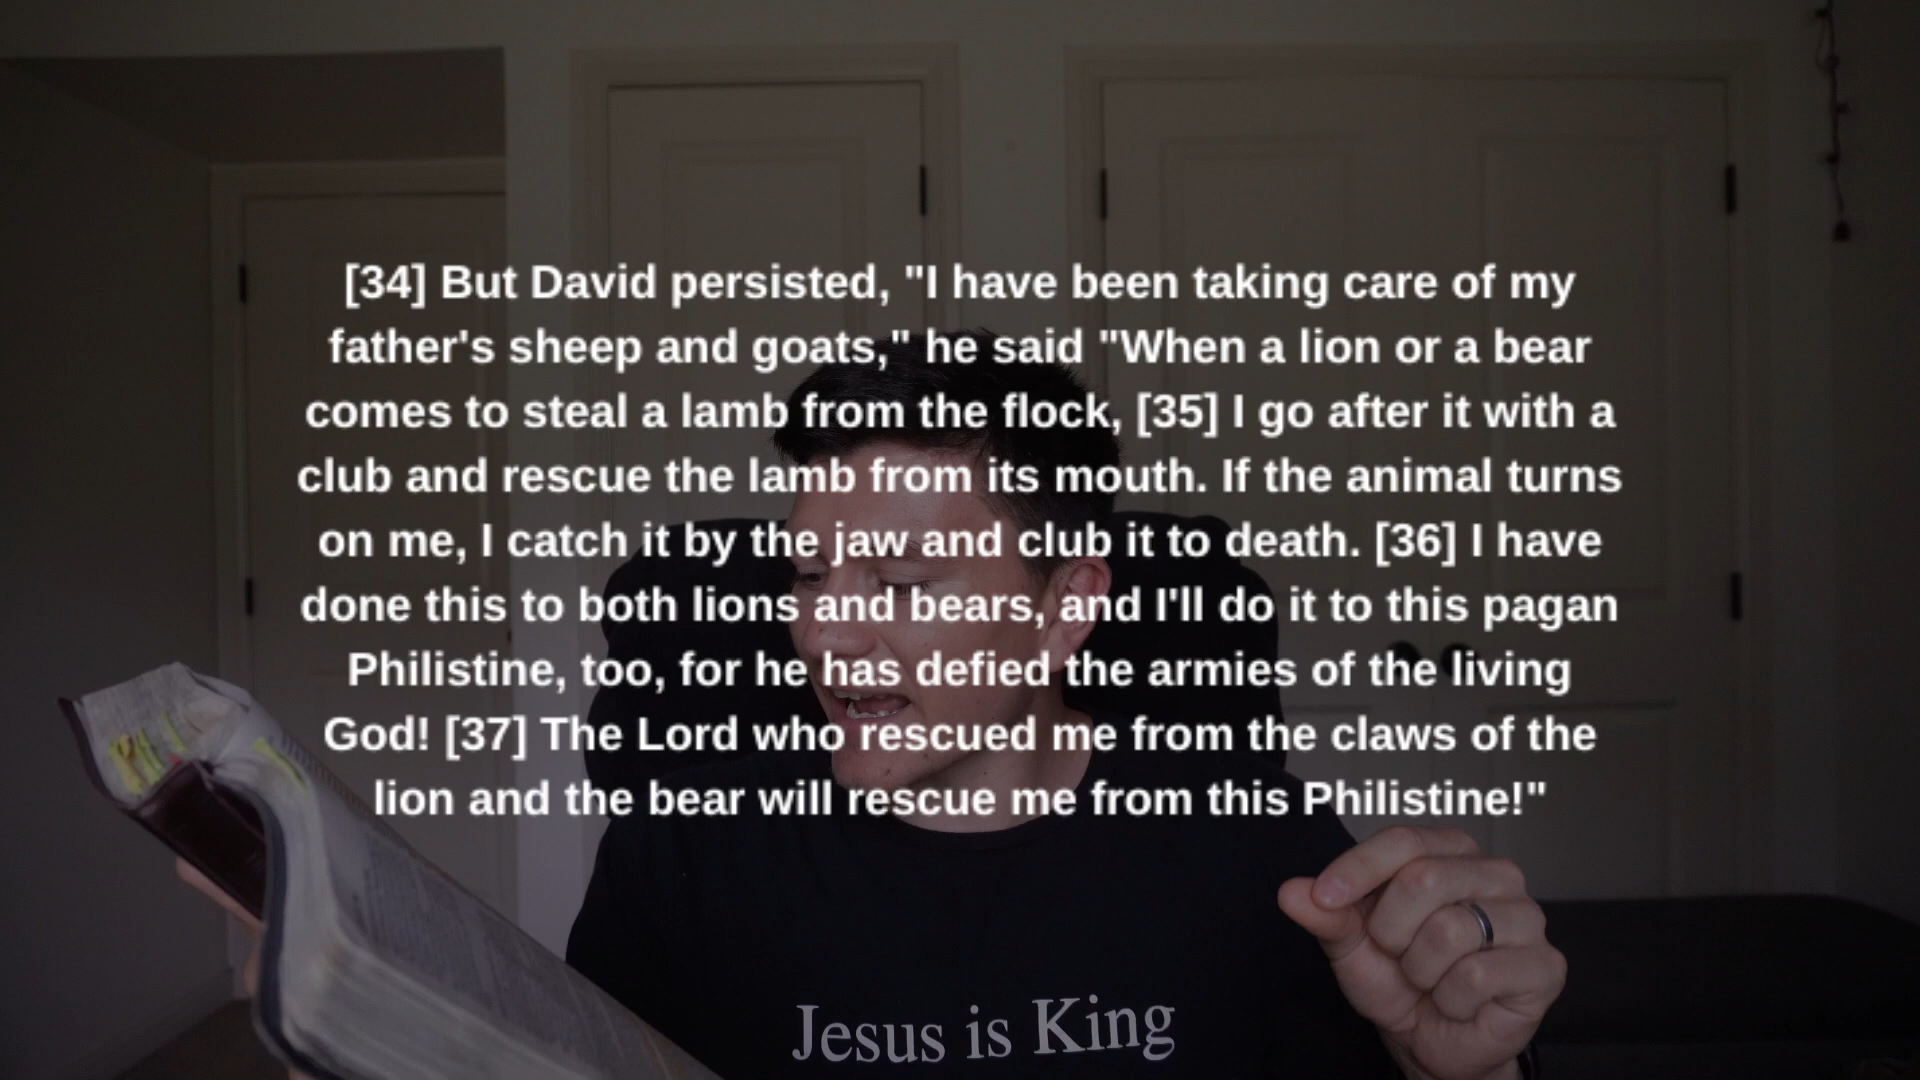 [34] But David persisted, "I have been taking care of my
father's sheep and goats," he said "When a lion or a bear
comes to steal a lamb from the flock, [35] I go after it with a
club and rescue the lamb from its mouth. If the animal turns
on me, I catch it by the jaw and club it to death. [36] I have
done this to both lions and bears, and I'll do it to this pagan
Philistine, too, for he has defied the armies of the living
God! [37] The Lord who rescued me from the claws of the
lion and the bear will rescue me from this Philistine!"
Jesus is King